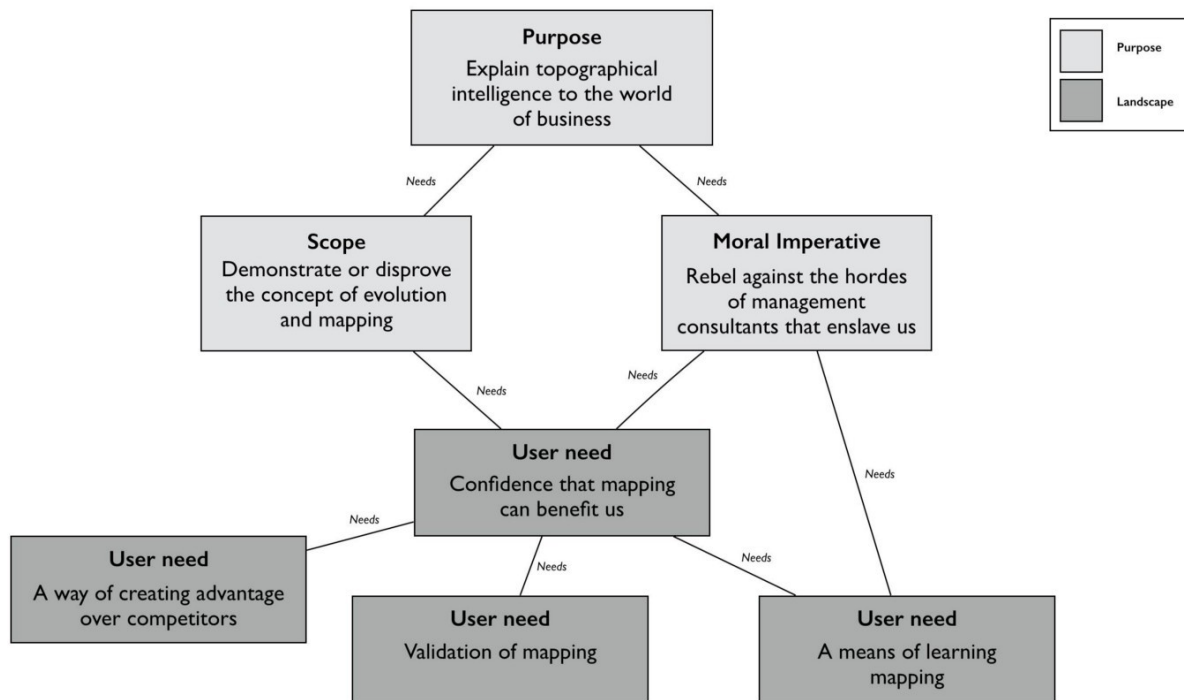 Purpose
Explain topographical
intelligence to the world
of business
Purpose
Landscape
Needs
Needs
Scope
Demonstrate or disprove
the concept of evolution
and mapping
Moral Imperative
Rebel against the hordes
of management
consultants that enslave us
Needs
Needs
Needs
User need
Confidence that mapping
can benefit us
Needs
Needs
Needs
User need
A way of creating advantage
over competitors
User need
Validation of mapping
User need
A means of learning
mapping